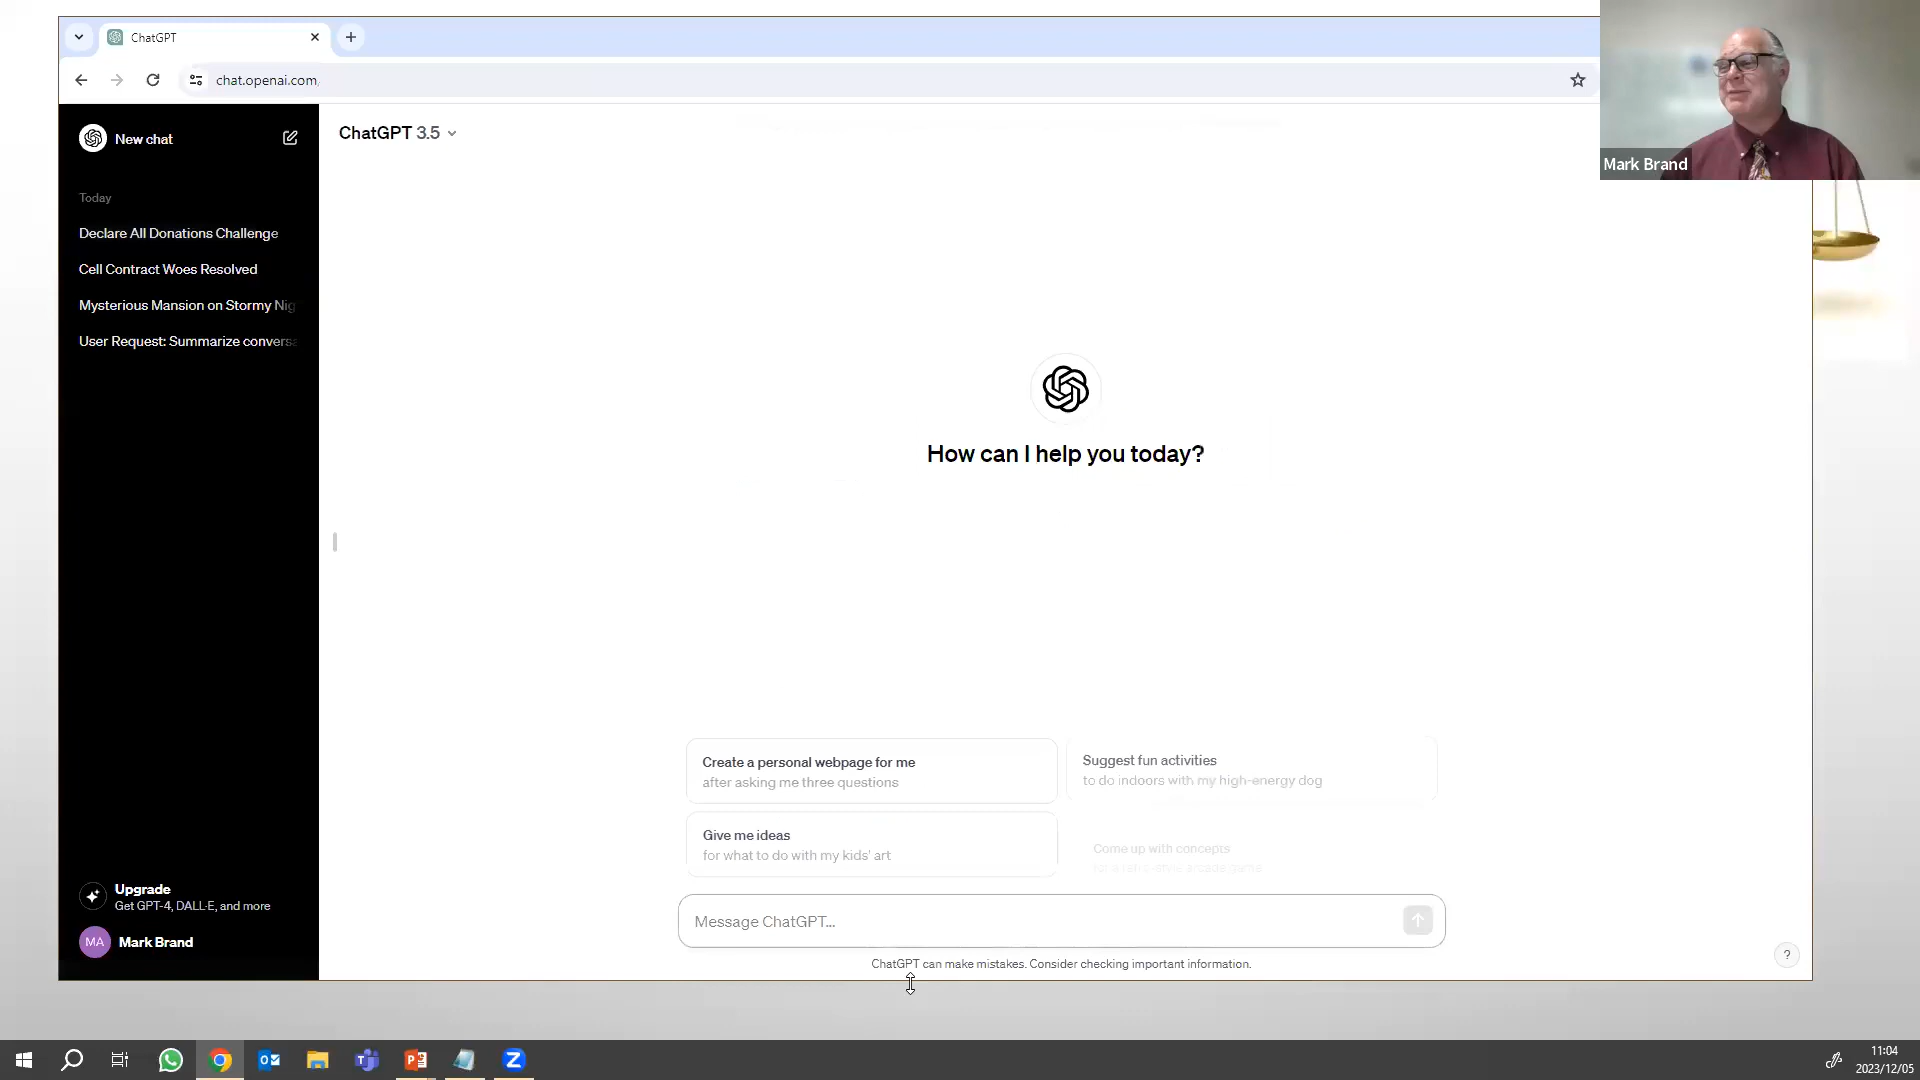 ChatGPT
chat.openai.com
Mark Brand
New chat
ChatGPT 3.5
Today
Declare All Donations Challenge
Cell Contract Woes Resolved
Mysterious Mansion on Stormy Nig
User Request: Summarize convers
How can I help you today?
Create a personal webpage for me
after asking me three questions
Suggest fun activities
to do indoors with my high-energy dog
Give me ideas
for what to do with my kids' art
Come up with concepts
for a retro-style arcade game
Upgrade
Get GPT-4, DALL·E, and more
MA
Mark Brand
Message ChatGPT...
ChatGPT can make mistakes. Consider checking important information.
?
11:04
2023/12/05